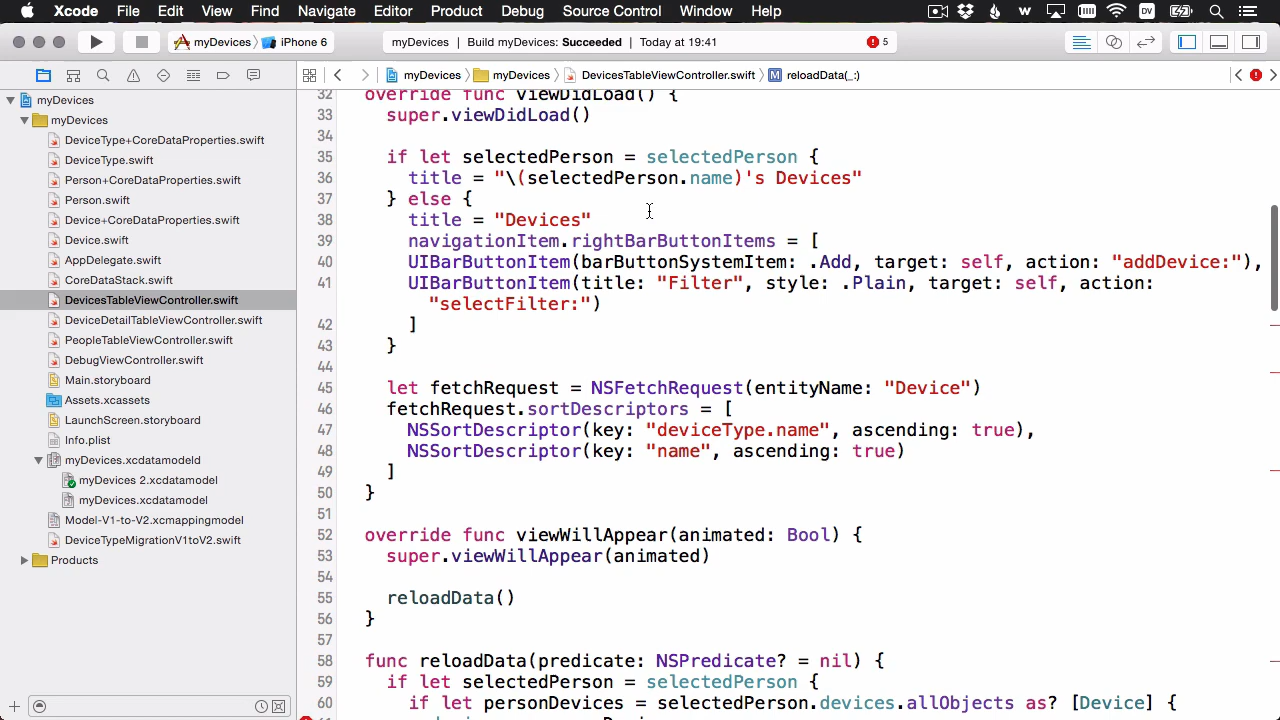 Xcode File Edit View Find Navigate Editor Product Debug Source Control Window Help
myDevices iPhone 6 myDevices | Build myDevices: Succeeded | Today at 19:41 5
myDevices myDevices DevicesTableViewController.swift M reloadData(_:)
myDevices
myDevices
DeviceType+CoreDataProperties.swift
DeviceType.swift
Person+CoreDataProperties.swift
Person.swift
Device+CoreDataProperties.swift
Device.swift
AppDelegate.swift
CoreDataStack.swift
DevicesTableViewController.swift
DeviceDetailTableViewController.swift
PeopleTableViewController.swift
DebugViewController.swift
Main.storyboard
Assets.xcassets
LaunchScreen.storyboard
Info.plist
myDevices.xcdatamodeld
myDevices 2.xcdatamodel
myDevices.xcdatamodel
Model-V1-to-V2.xcmappingmodel
DeviceTypeMigrationV1toV2.swift
Products
32 override func viewDidLoad() {
33 super.viewDidLoad()
34
35 if let selectedPerson = selectedPerson {
36 title = "\(selectedPerson.name)'s Devices"
37 } else {
38 title = "Devices"
39 navigationItem.rightBarButtonItems = [
40 UIBarButtonItem(barButtonSystemItem: .Add, target: self, action: "addDevice:"),
41 UIBarButtonItem(title: "Filter", style: .Plain, target: self, action:
"selectFilter:")
42 ]
43 }
44
45 let fetchRequest = NSFetchRequest(entityName: "Device")
46 fetchRequest.sortDescriptors = [
47 NSSortDescriptor(key: "deviceType.name", ascending: true),
48 NSSortDescriptor(key: "name", ascending: true)
49 ]
50 }
51
52 override func viewWillAppear(animated: Bool) {
53 super.viewWillAppear(animated)
54
55 reloadData()
56 }
57
58 func reloadData(predicate: NSPredicate? = nil) {
59 if let selectedPerson = selectedPerson {
60 if let personDevices = selectedPerson.devices.allObjects as? [Device] {